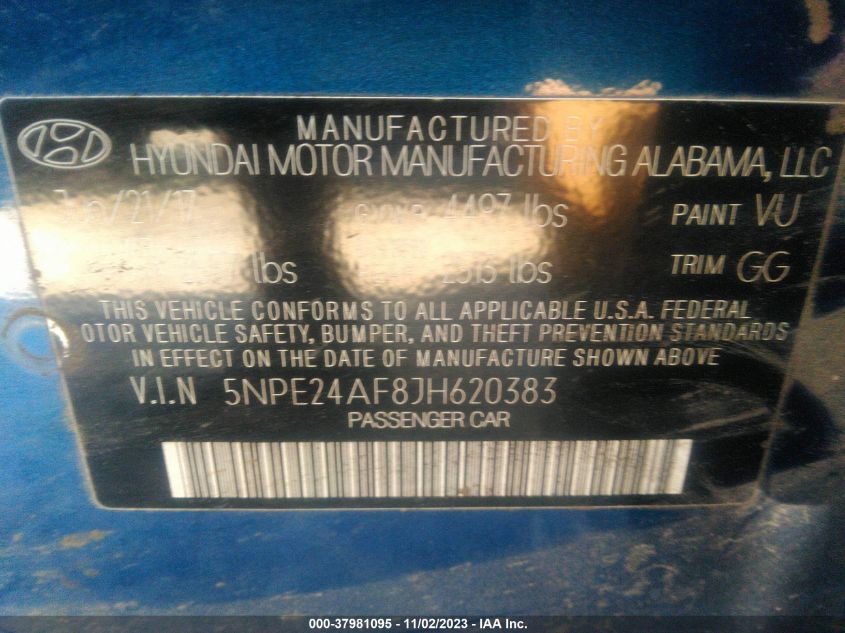 MANUFACTURED BY
HYUNDAI MOTOR MANUFACTURING ALABAMA, LLC
/21/17 4497 lbs PAINT VU
lbs lbs TRIM GG
THIS VEHICLE CONFORMS TO ALL APPLICABLE U.S.A. FEDERAL
OTOR VEHICLE SAFETY, BUMPER, AND THEFT PREVENTION STANDARDS
IN EFFECT ON THE DATE OF MANUFACTURE SHOWN ABOVE
V.I.N 5NPE24AF8JH620383
PASSENGER CAR
000-37981095 - 11/02/2023 - IAA Inc.